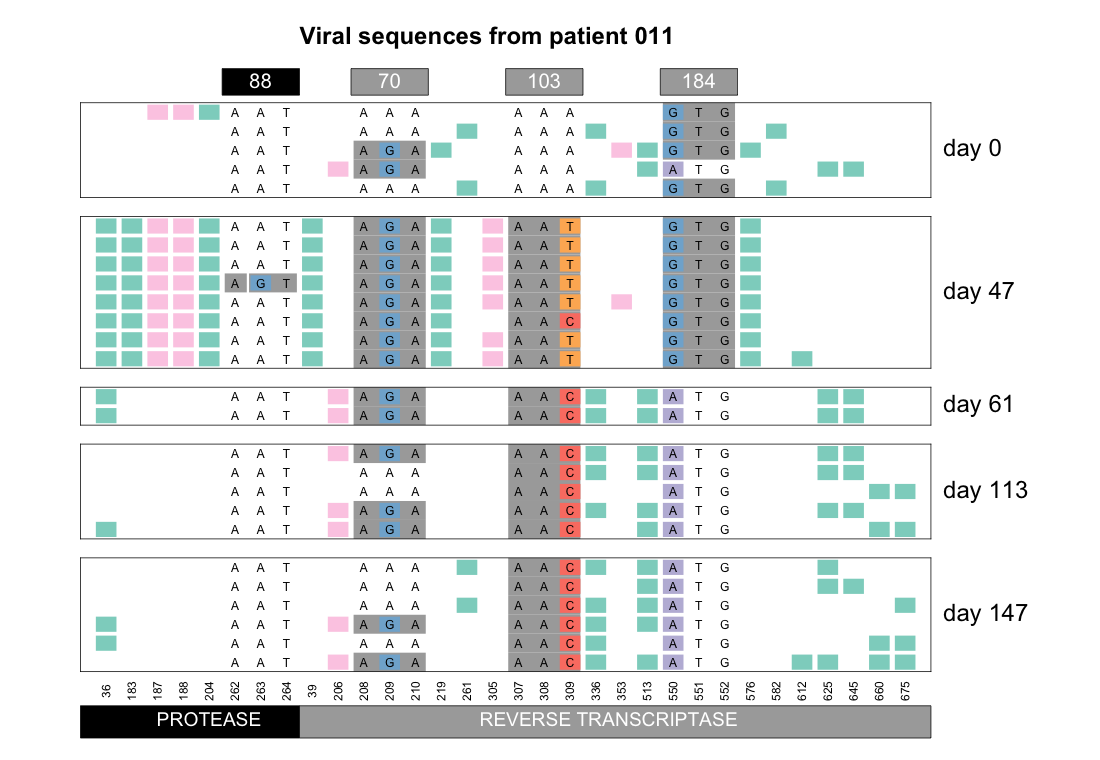 Viral sequences from patient 011
88 70 103 184
A A T A A A A A A G T G
A A T A A A A A A G T G
A A T A G A A A A G T G
A A T A G A A A A A T G
A A T A A A A A A G T G
day 0
A A T A G A A A T G T G
A A T A G A A A T G T G
A A T A G A A A T G T G
A G T A G A A A T G T G
A A T A G A A A T G T G
A A T A G A A A C G T G
A A T A G A A A T G T G
A A T A G A A A T G T G
day 47
A A T A G A A A C A T G
A A T A G A A A C A T G
day 61
A A T A G A A A C A T G
A A T A A A A A C A T G
A A T A A A A A C A T G
A A T A G A A A C A T G
A A T A G A A A C A T G
day 113
A A T A A A A A C A T G
A A T A A A A A C A T G
A A T A A A A A C A T G
A A T A G A A A C A T G
A A T A A A A A C A T G
A A T A G A A A C A T G
day 147
36 183 187 188 204 262 263 264 39 206 208 209 210 219 261 305 307 308 309 336 353 513 550 551 552 576 582 612 625 645 660 675
PROTEASE REVERSE TRANSCRIPTASE